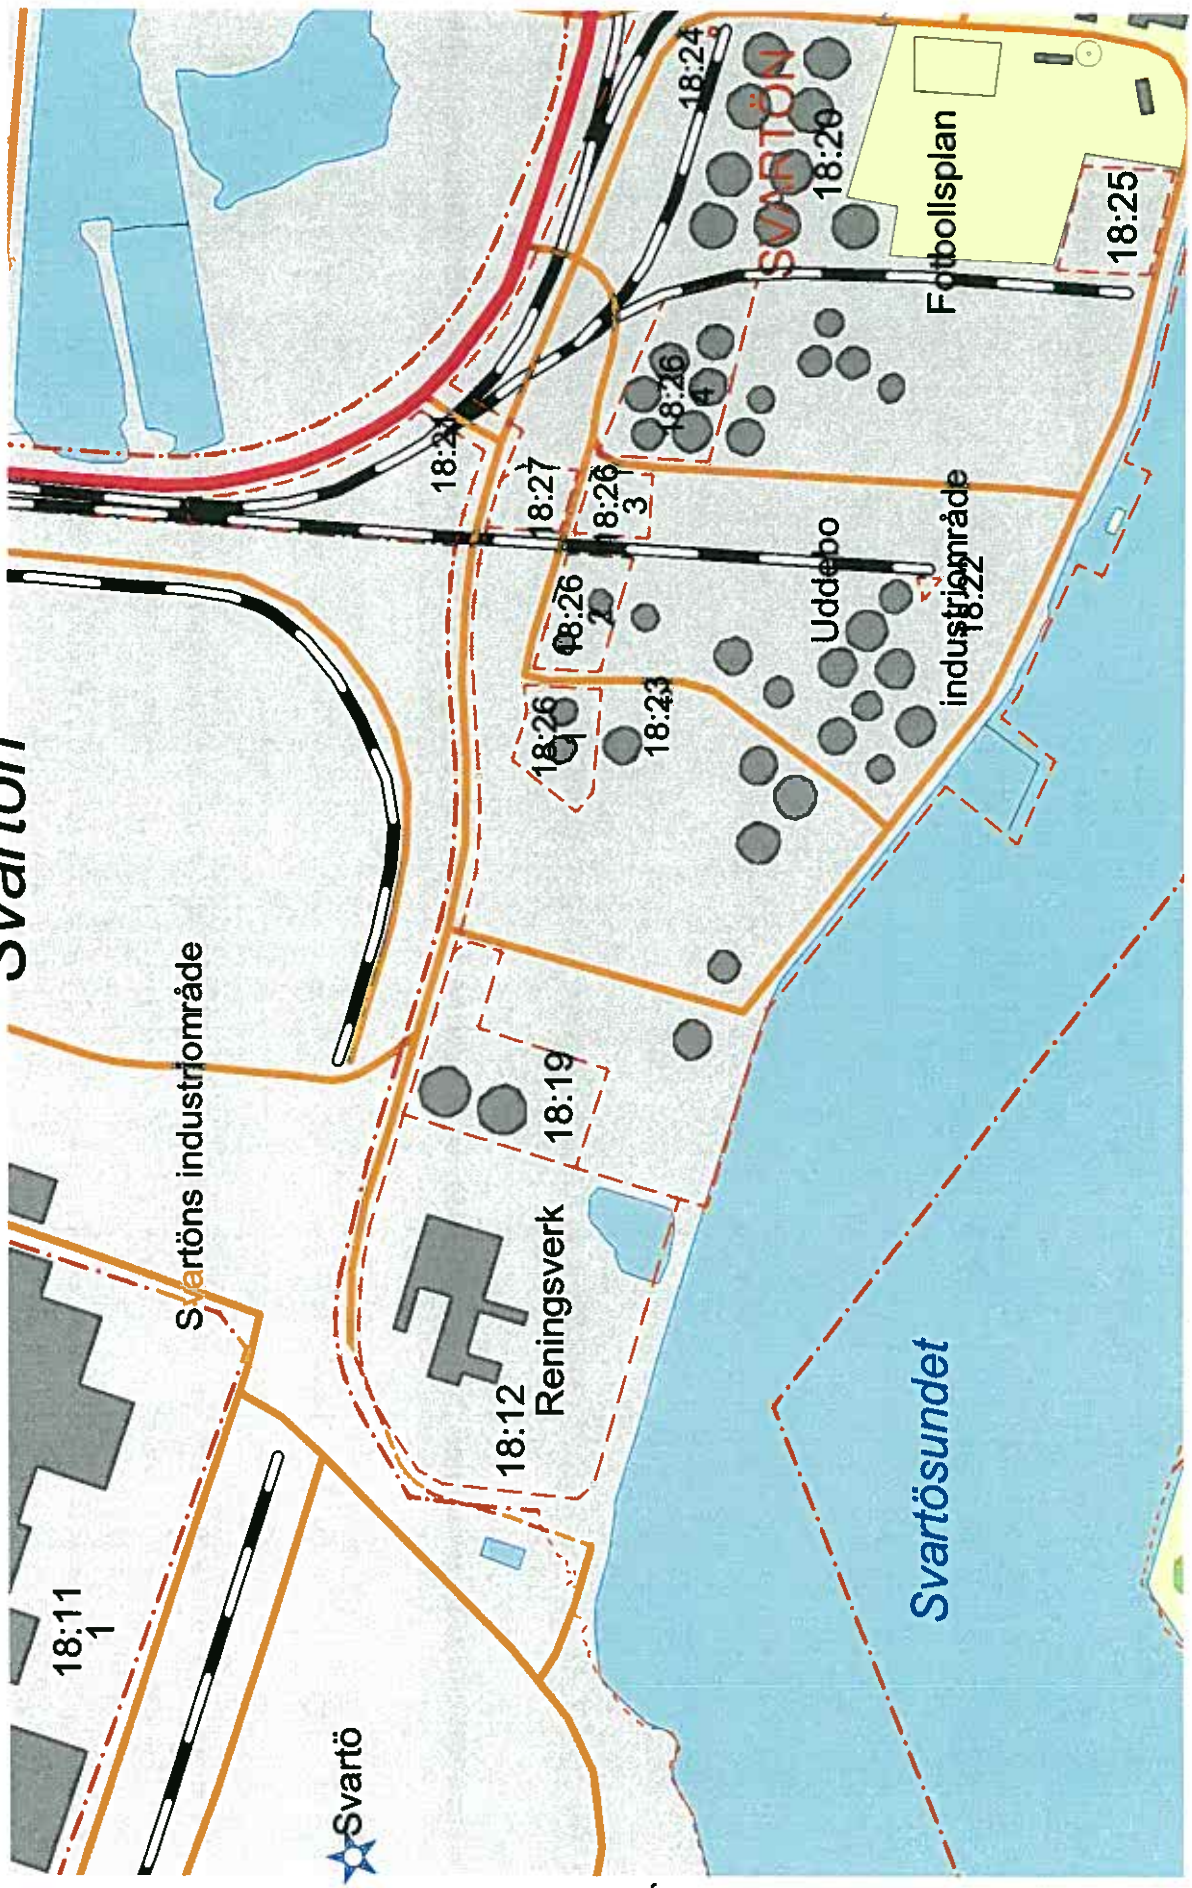 Svartön
Svartöns industriområde
18:11
1
Svartö
18:12
Reningsverk
18:19
Svartösundet
18:21
18:27
18:26
3
18:26
2
18:26
1
18:23
18:26
4
18:24
SVARTÖN
18:20
Fotbollsplan
18:25
Uddebo
industriområde
18:22